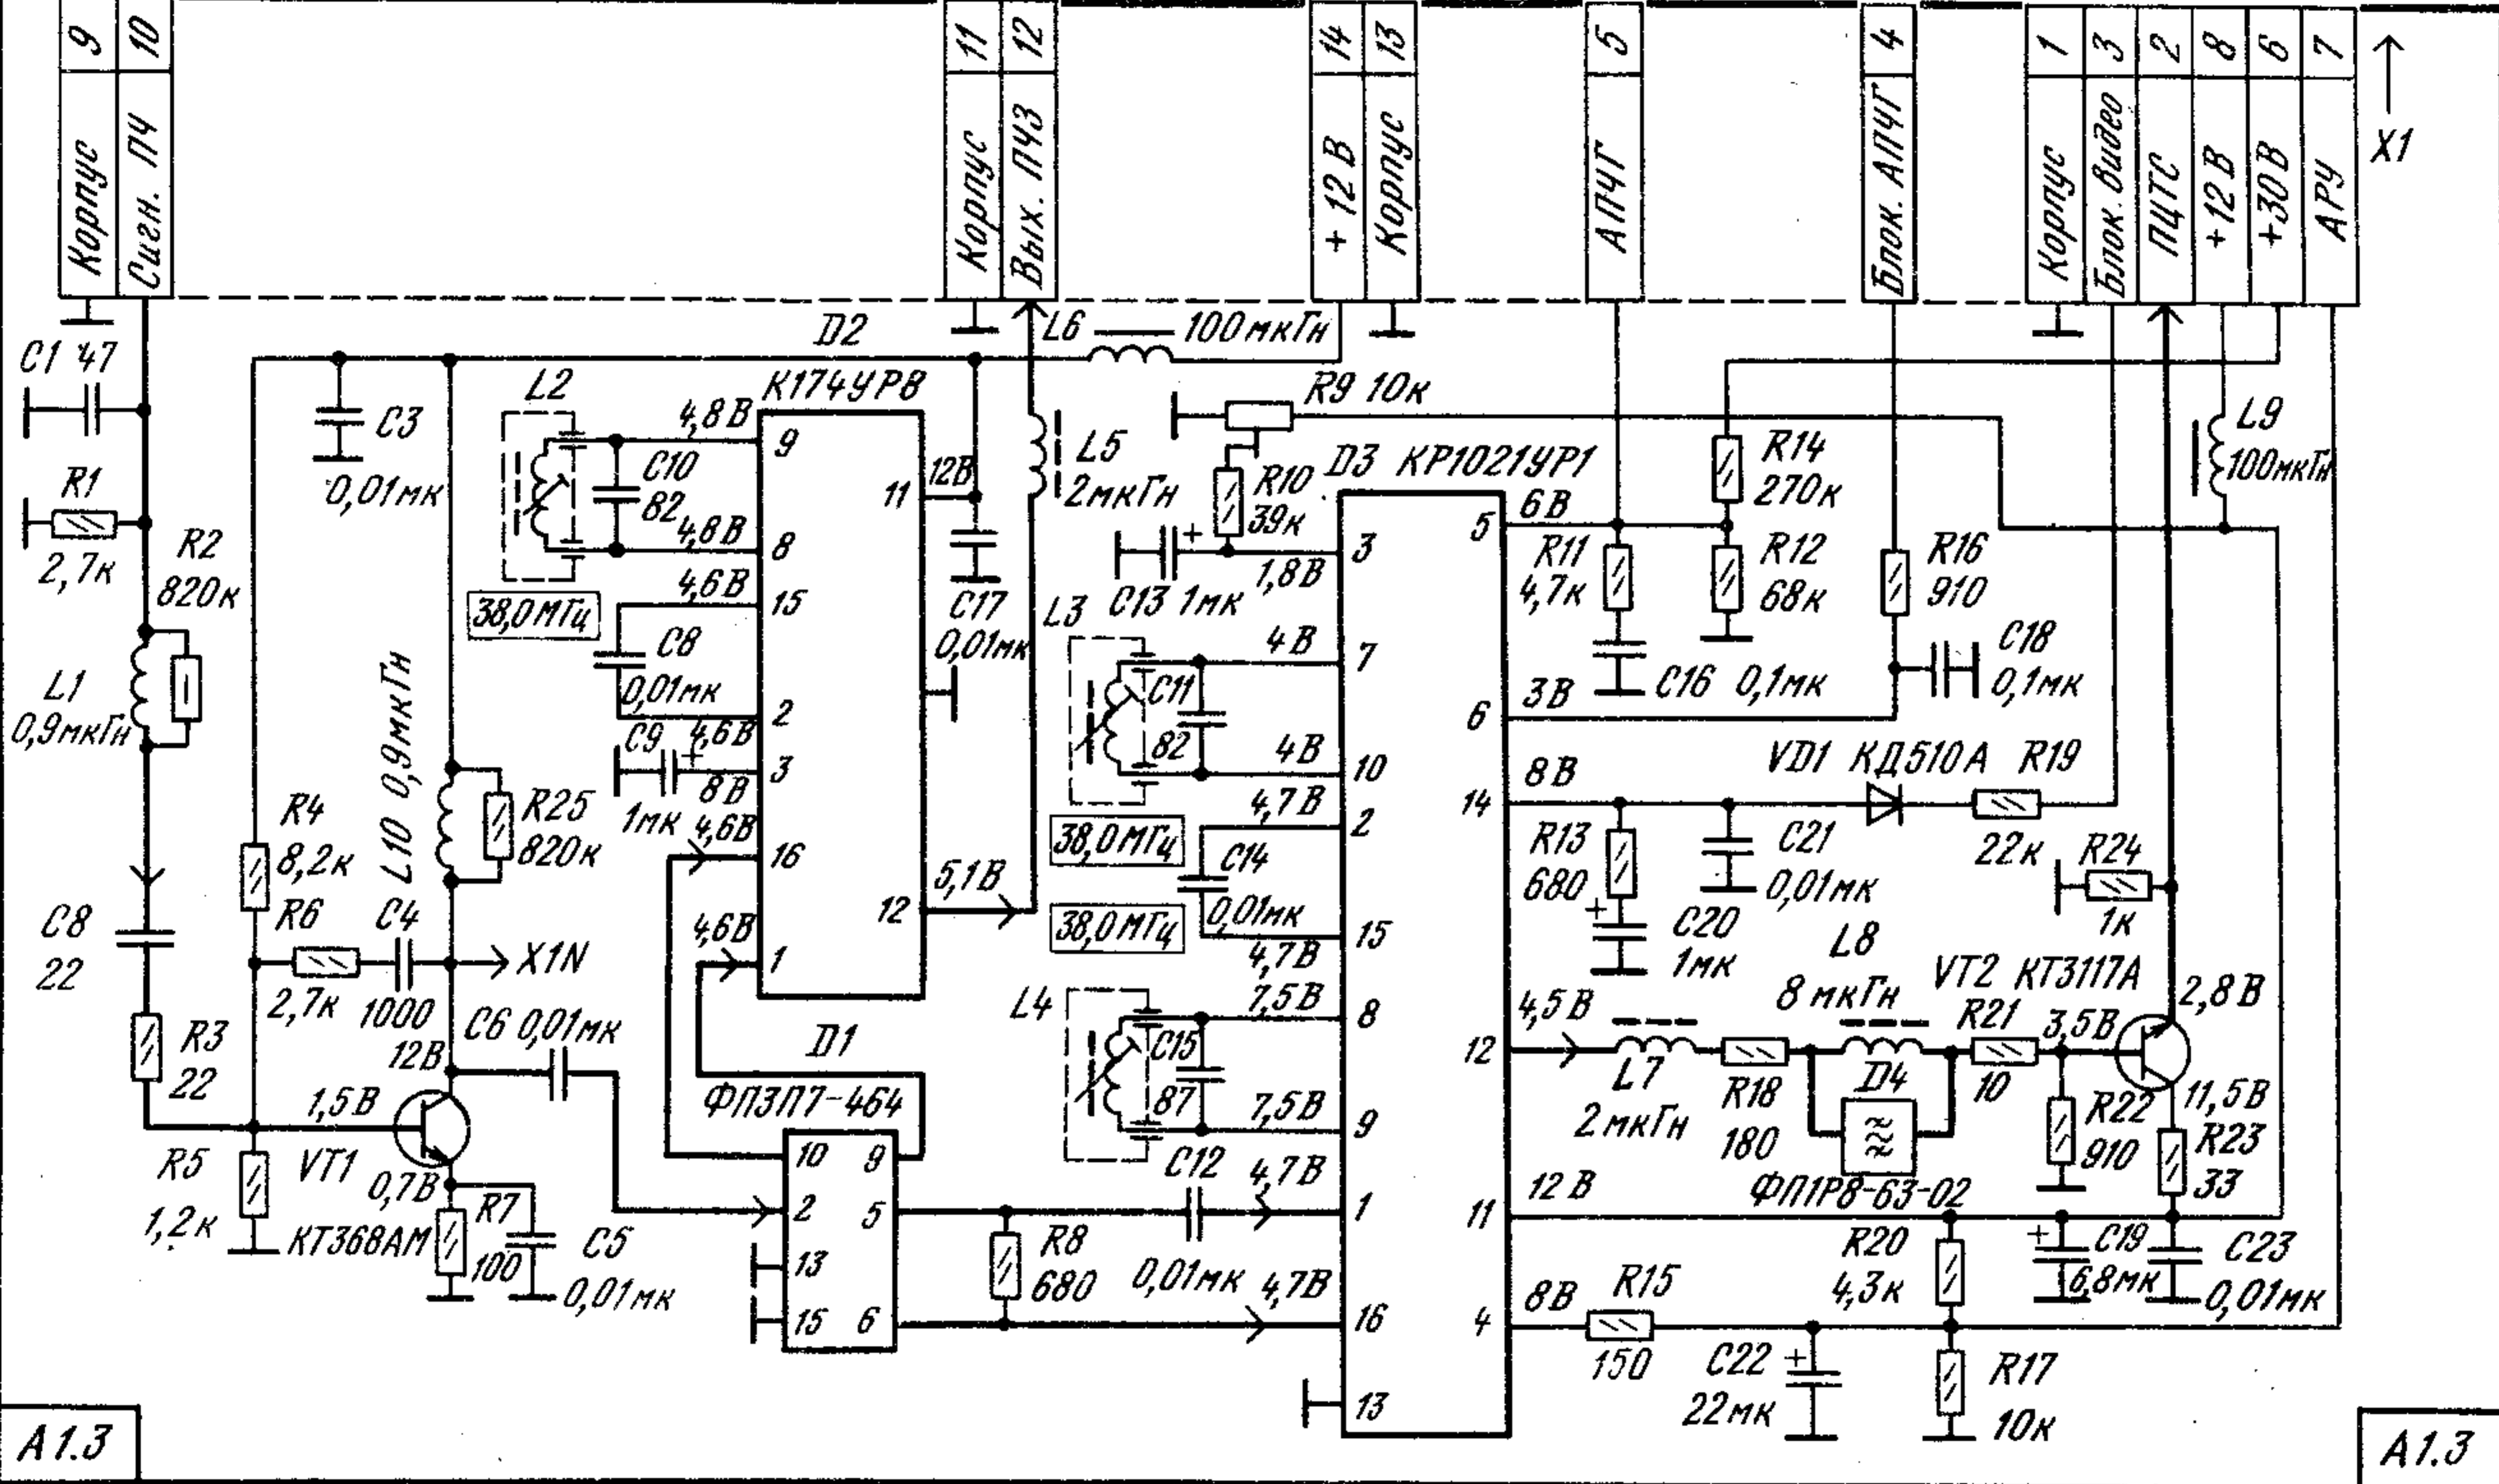 9 Корпус
10 Сигн. ПЧ
11 Корпус
12 Вых. ПЧЗ
14 +12 В
13 Корпус
5 АПЧГ
4 Блок. АПЧГ
1 Корпус
3 Блок. видео
2 ПЦТС
8 +12 В
6 +30 В
7 АРУ
X1
C1 47
R1
2,7к
R2
820к
L1
0,9мкГн
C8
22
R3
22
R4
8,2к
R6
2,7к
C4
1000
R5
1,2к
C3
0,01мк
L10 0,9мкГн
R25
820к
X1N
12В
C6 0,01мк
1,5В
VT1
КТ368АМ
0,7В
R7
100
C5
0,01мк
D2
К174УР8
L2
38,0МГц
C10
82
4,8В
4,8В
4,6В
C8
0,01мк
4,6В
C9
1мк
+
8В
4,6В
4,6В
9
8
15
2
3
16
1
11
12
12В
C17
0,01мк
5,1В
L6 100мкГн
L5
2мкГн
D1
ФП3П7-464
10
9
2
5
13
15
6
R8
680
C12
0,01мк
4,7В
4,7В
R9 10к
R10
39к
C13 1мк
+
1,8В
L3
C11
82
4В
4В
38,0МГц
4,7В
C14
0,01мк
4,7В
38,0МГц
L4
C15
87
7,5В
7,5В
D3 КР1021УР1
3
7
10
2
15
8
9
1
16
13
5
6
14
12
11
4
6В
3В
8В
4,5В
12В
8В
R14
270к
R11
4,7к
R12
68к
C16 0,1мк
R16
910
C18
0,1мк
L9
100мкГн
VD1 КД510А R19
22к
R13
680
+
C20
1мк
C21
0,01мк
R24
1к
L8
8 мкГн
VT2 КТ3117А
2,8В
L7
2мкГн
R18
180
D4
ФП1Р8-63-02
R21
10
3,5В
R22
910
11,5В
R23
33
R20
4,3к
+
C19
6,8мк
C23
0,01мк
R15
150
C22
+
22мк
R17
10к
А1.3
А1.3